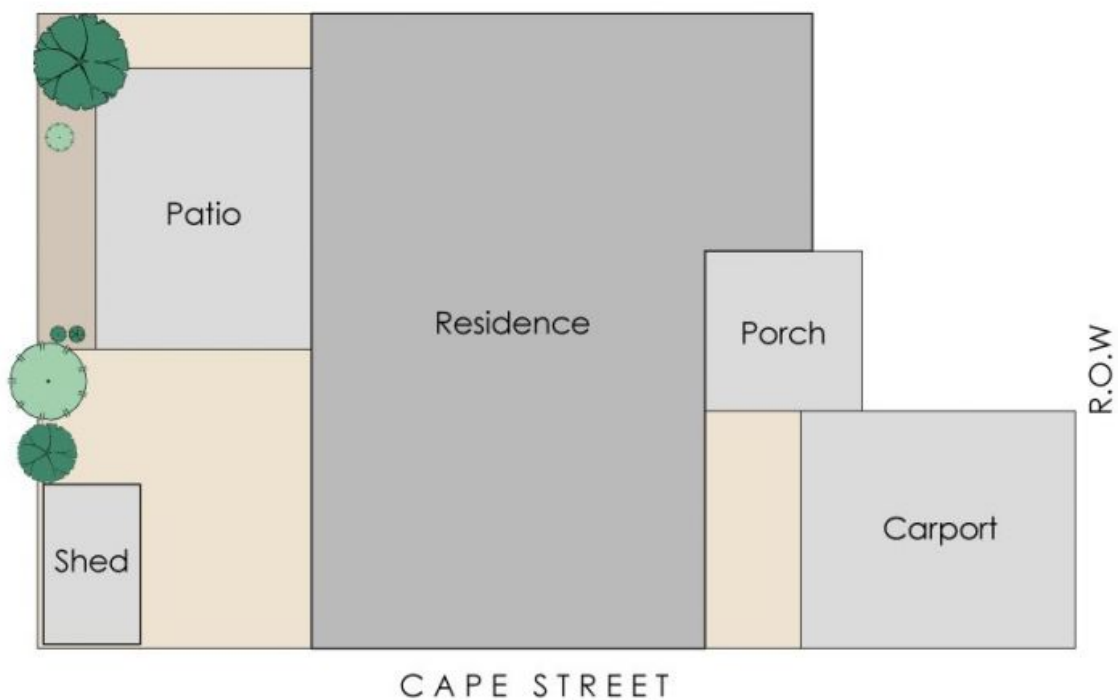 Patio
Residence
Porch
R.O.W
Carport
Shed
CAPE STREET